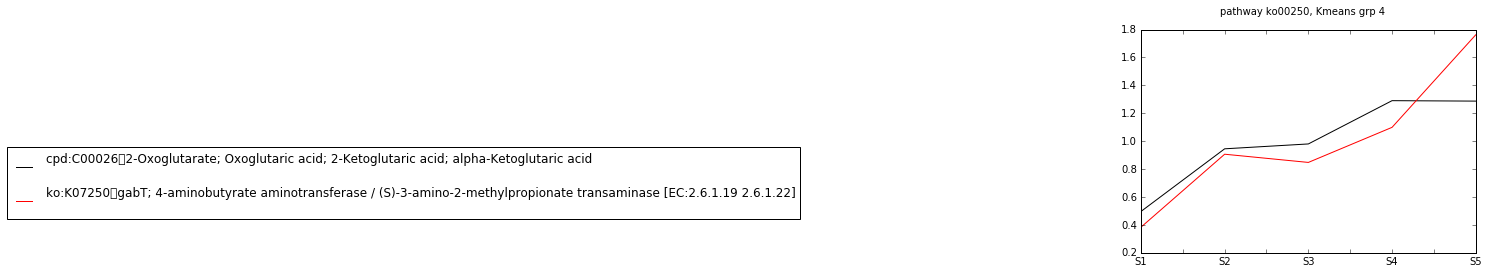 pathway ko00250, Kmeans grp 4
1.8
1.6
1.4
1.2
1.0
0.8
0.6
0.4
0.2
S1 S2 S3 S4 S5
cpd:C00026▯2-Oxoglutarate; Oxoglutaric acid; 2-Ketoglutaric acid; alpha-Ketoglutaric acid
ko:K07250▯gabT; 4-aminobutyrate aminotransferase / (S)-3-amino-2-methylpropionate transaminase [EC:2.6.1.19 2.6.1.22]